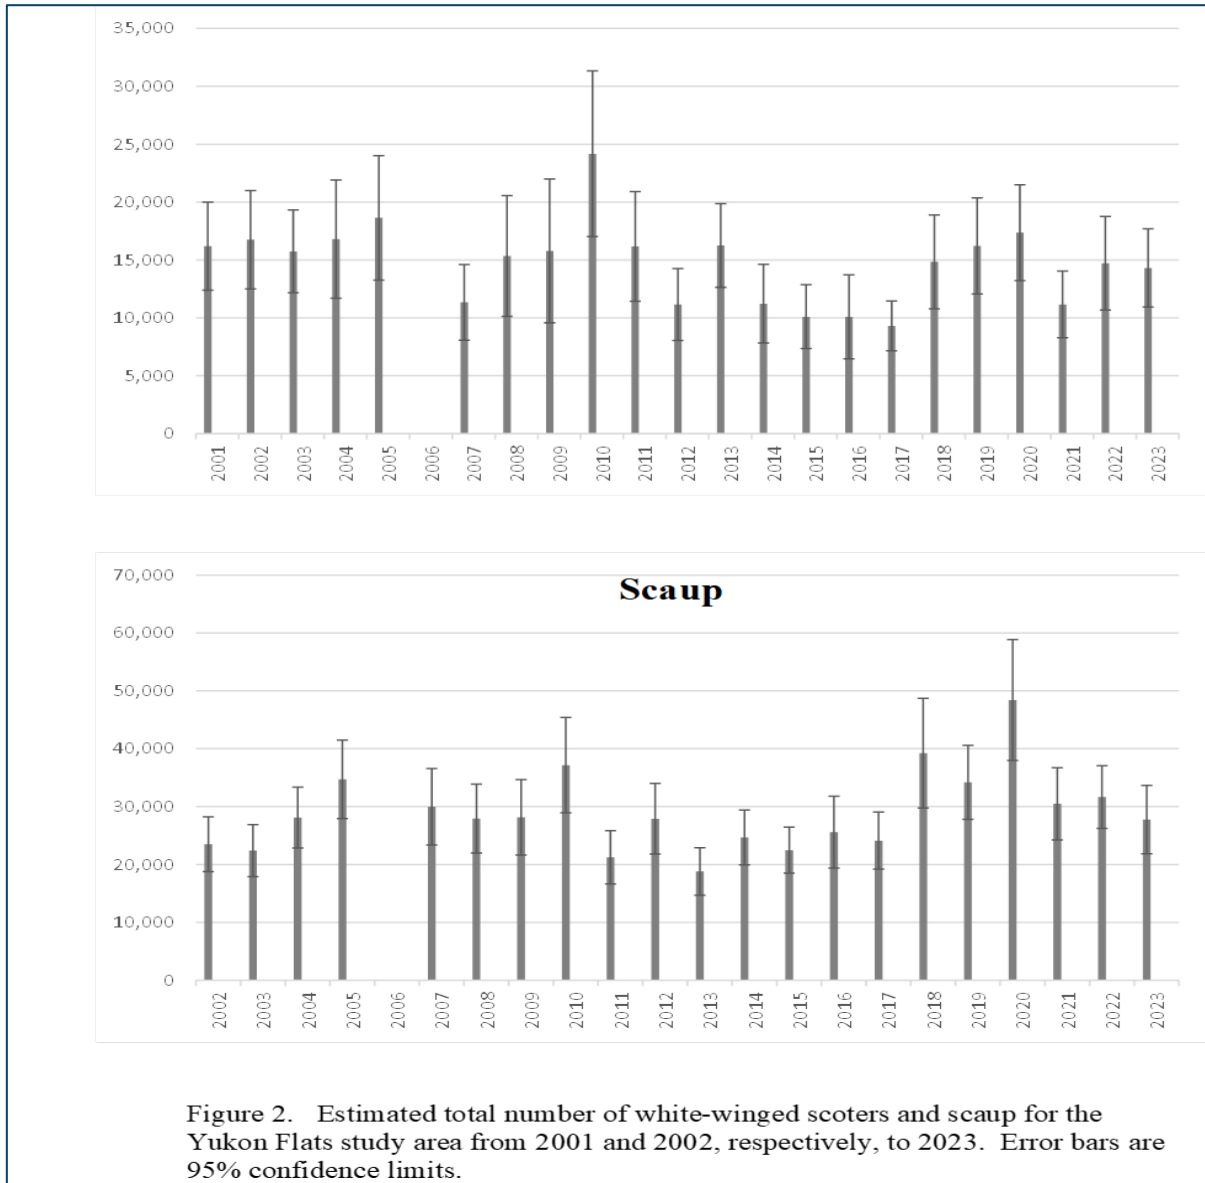 35,000
30,000
25,000
20,000
15,000
10,000
5,000
0
2001 2002 2003 2004 2005 2006 2007 2008 2009 2010 2011 2012 2013 2014 2015 2016 2017 2018 2019 2020 2021 2022 2023
Scaup
70,000
60,000
50,000
40,000
30,000
20,000
10,000
0
2002 2003 2004 2005 2006 2007 2008 2009 2010 2011 2012 2013 2014 2015 2016 2017 2018 2019 2020 2021 2022 2023
Figure 2. Estimated total number of white-winged scoters and scaup for the
Yukon Flats study area from 2001 and 2002, respectively, to 2023. Error bars are
95% confidence limits.